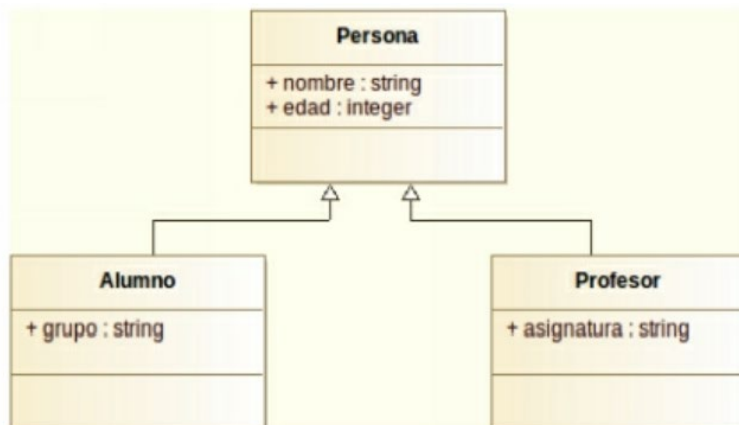 Persona
+ nombre : string
+ edad : integer
Alumno
+ grupo : string
Profesor
+ asignatura : string